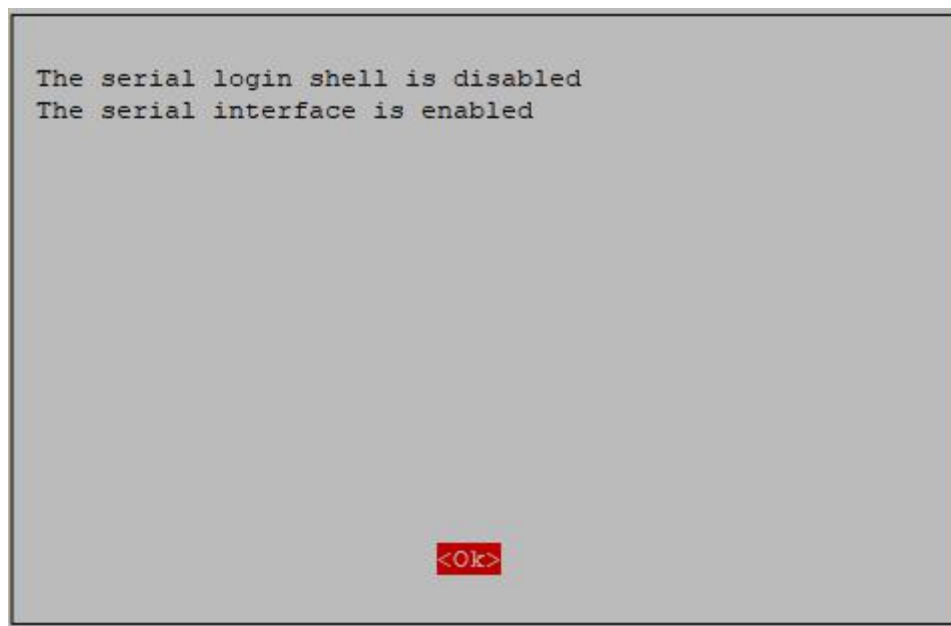 The serial login shell is disabled
The serial interface is enabled
<Ok>